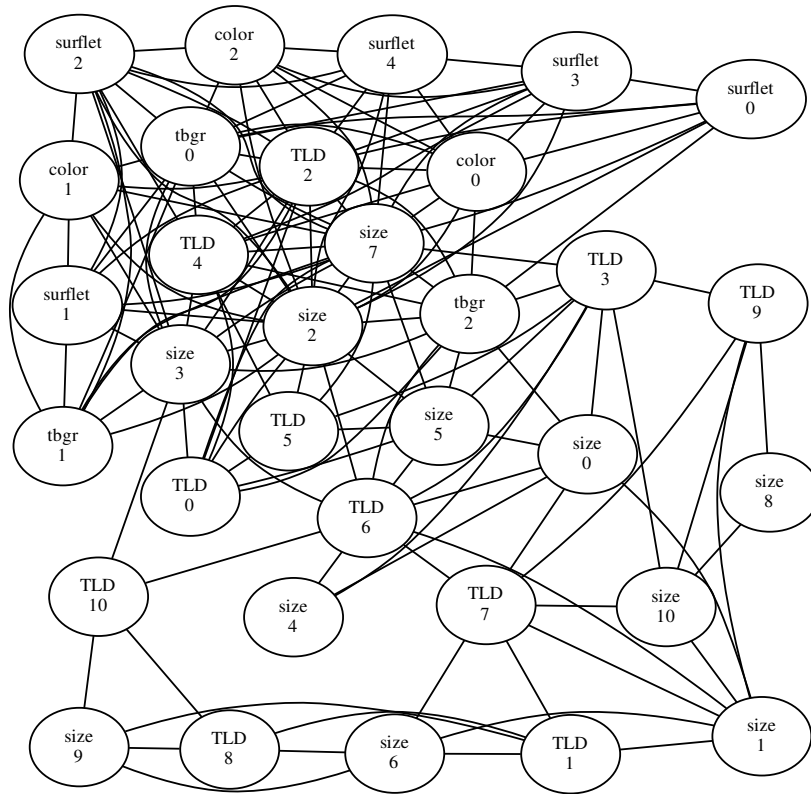 surflet
2
color
2
surflet
4
surflet
3
surflet
0
tbgr
0
TLD
2
color
0
color
1
TLD
4
size
7
TLD
3
surflet
1
size
2
tbgr
2
TLD
9
size
3
TLD
5
size
5
size
0
tbgr
1
TLD
0
TLD
6
size
8
TLD
10
size
4
TLD
7
size
10
size
9
TLD
8
size
6
TLD
1
size
1